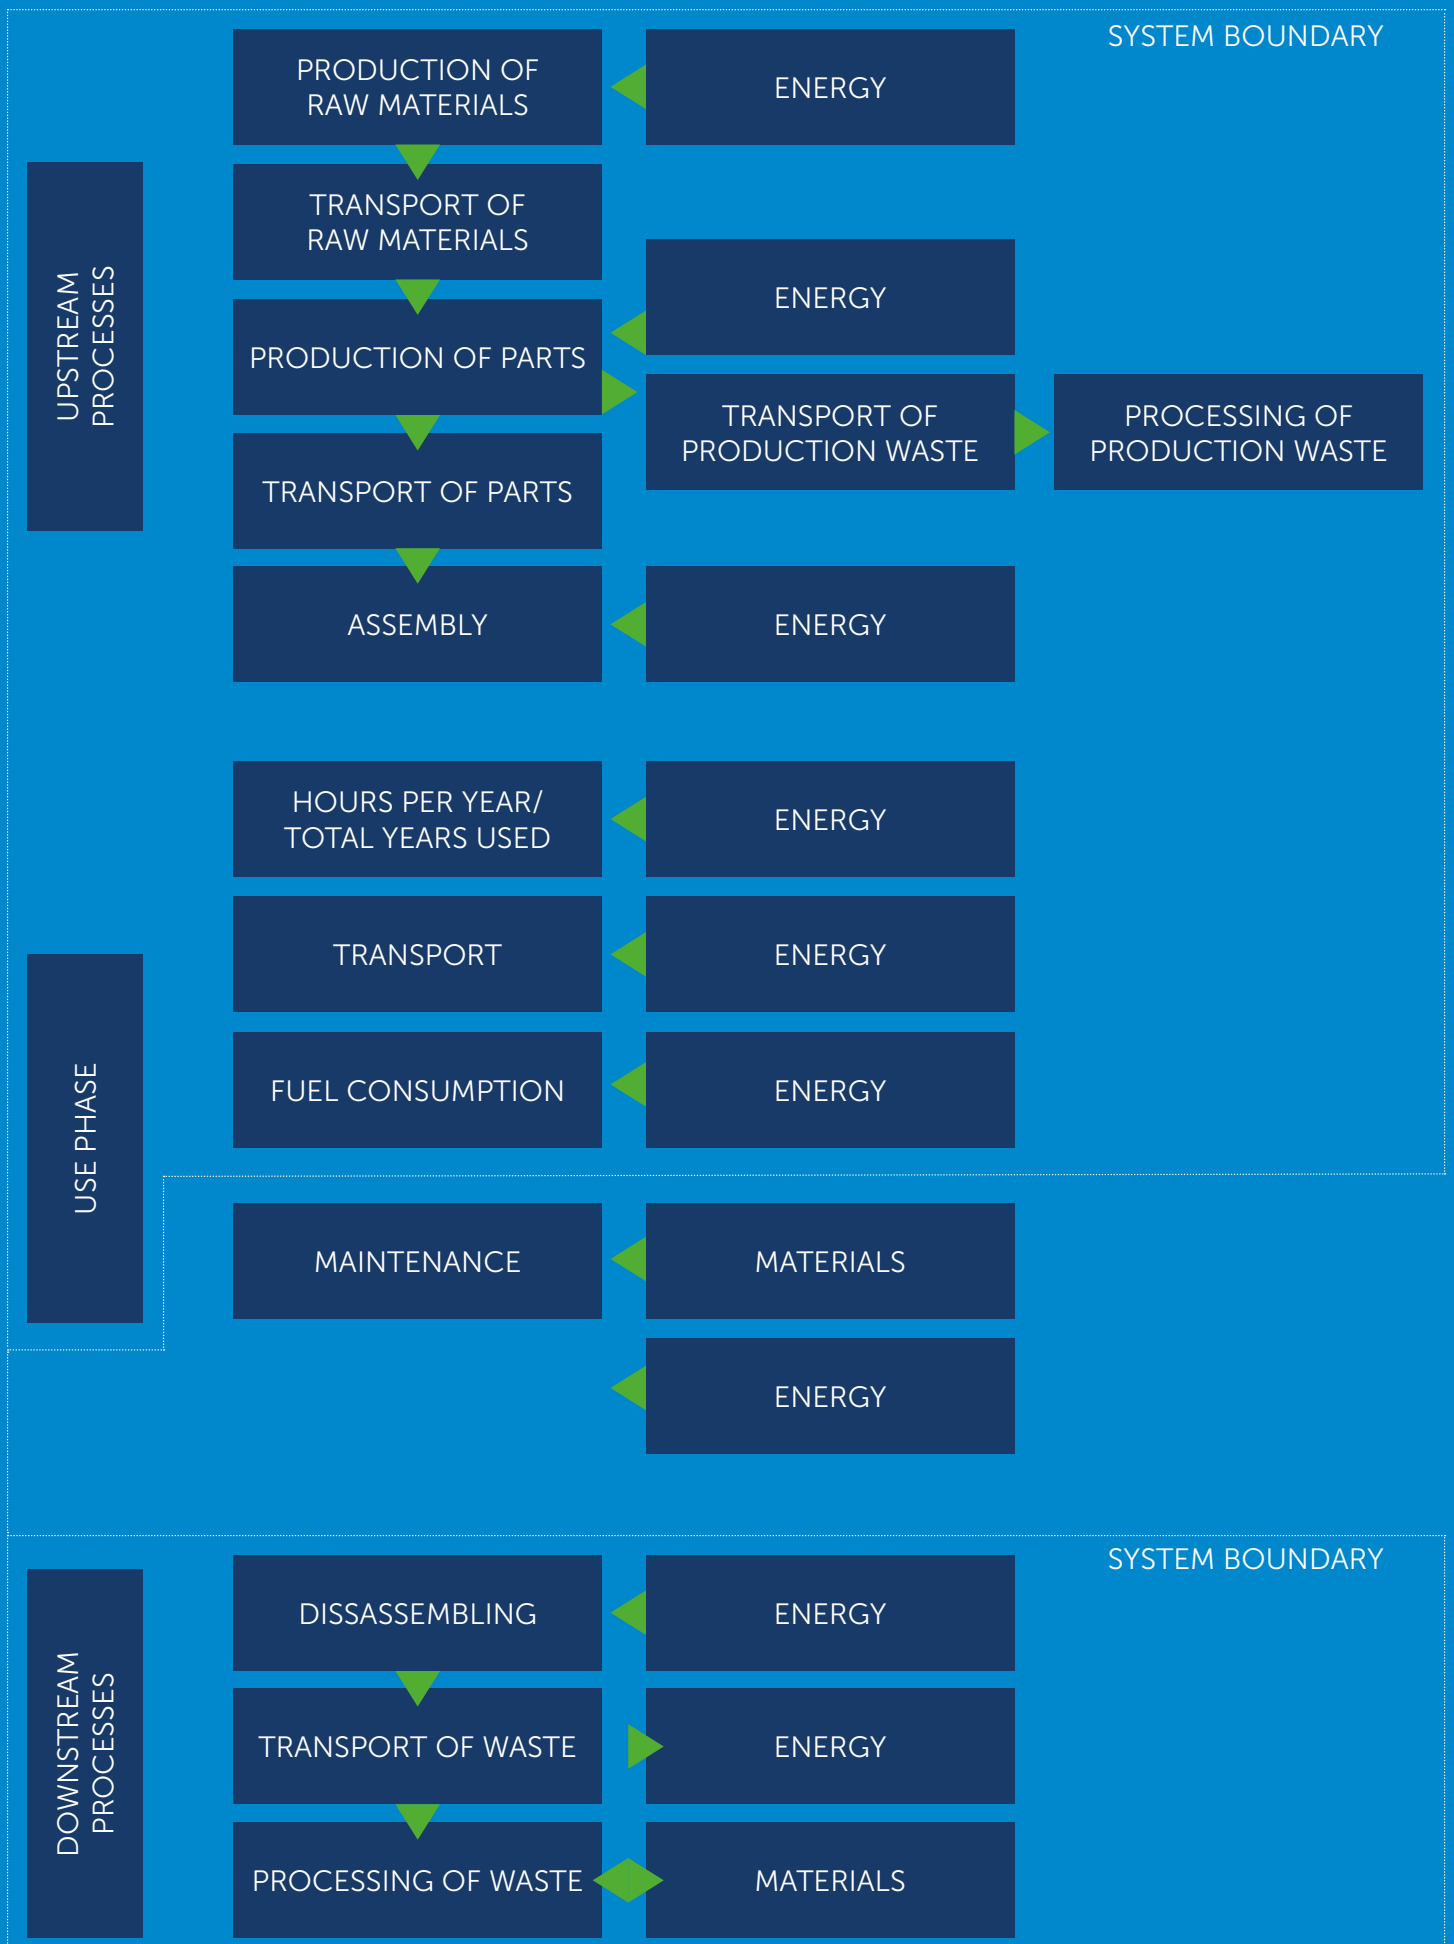 SYSTEM BOUNDARY
PRODUCTION OF
RAW MATERIALS
ENERGY
UPSTREAM
PROCESSES
TRANSPORT OF
RAW MATERIALS
ENERGY
PRODUCTION OF PARTS
TRANSPORT OF
PRODUCTION WASTE
PROCESSING OF
PRODUCTION WASTE
TRANSPORT OF PARTS
ASSEMBLY
ENERGY
HOURS PER YEAR/
TOTAL YEARS USED
ENERGY
USE PHASE
TRANSPORT
ENERGY
FUEL CONSUMPTION
ENERGY
MAINTENANCE
MATERIALS
ENERGY
SYSTEM BOUNDARY
DOWNSTREAM
PROCESSES
DISSASSEMBLING
ENERGY
TRANSPORT OF WASTE
ENERGY
PROCESSING OF WASTE
MATERIALS